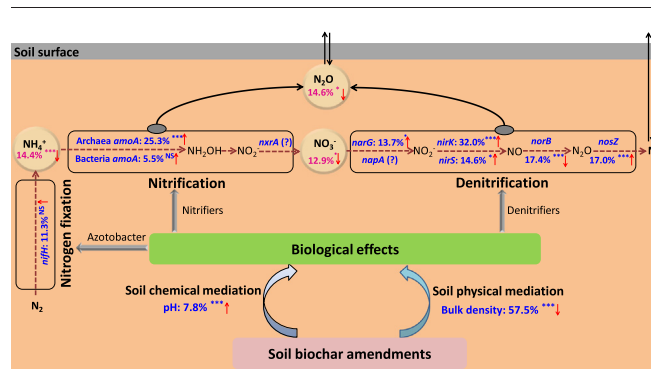 Soil surface
N₂O
14.6% * ↓
NH₄⁺
14.4% *** ↓
Archaea amoA: 25.3% *** ↑
Bacteria amoA: 5.5% NS ↑
NH₂OH
NO₂⁻
nxrA (?)
NO₃⁻
12.9% * ↓
narG: 13.7% * ↑
napA (?)
NO₂⁻
nirK: 32.0% *** ↑
nirS: 14.6% * ↑
NO
norB
17.4% *** ↓
N₂O
nosZ
17.0% *** ↑
Nitrification
Denitrification
Nitrifiers
Denitrifiers
Nitrogen fixation
nifH: 11.3% NS ↑
N₂
Azotobacter
Biological effects
Soil chemical mediation
pH: 7.8% *** ↑
Soil physical mediation
Bulk density: 57.5% *** ↓
Soil biochar amendments